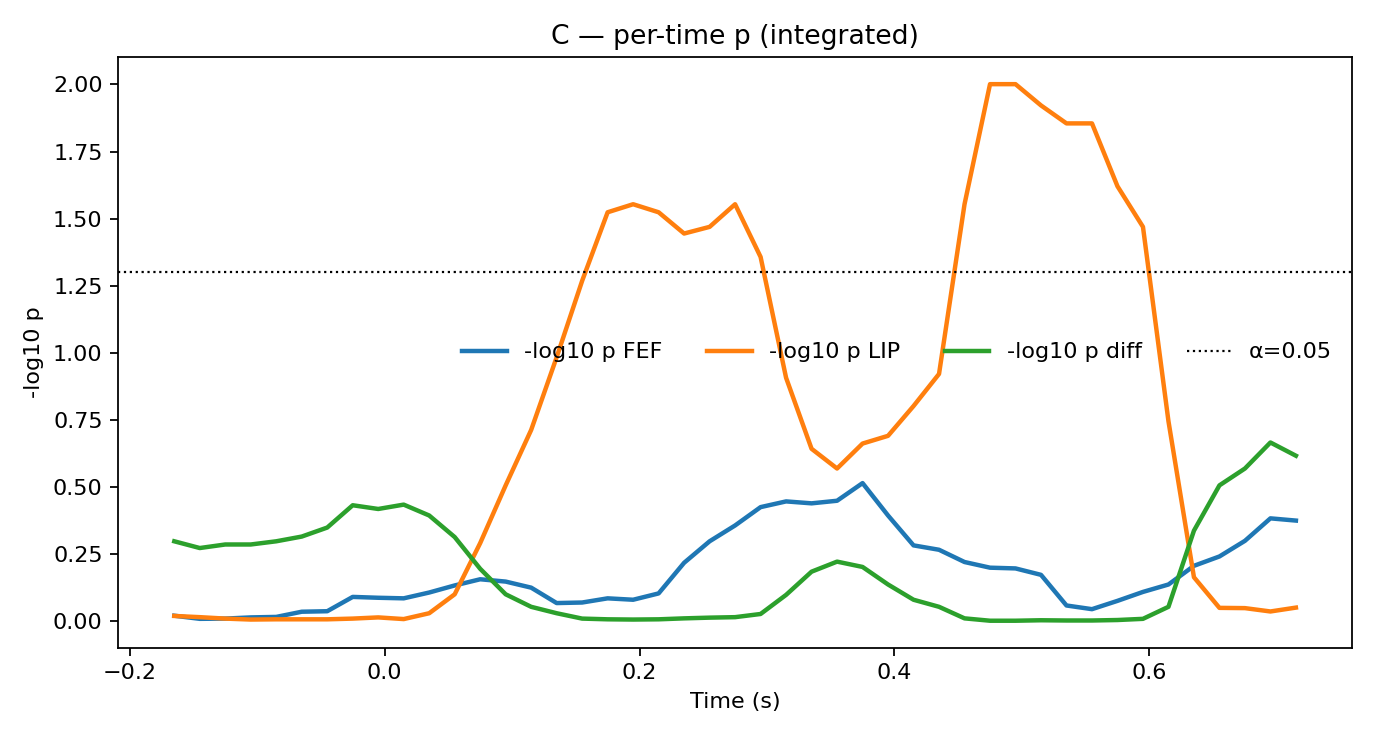 C — per-time p (integrated)
2.00
1.75
1.50
1.25
1.00
0.75
0.50
0.25
0.00
-log10 p
-log10 p FEF -log10 p LIP -log10 p diff α=0.05
−0.2 0.0 0.2 0.4 0.6
Time (s)